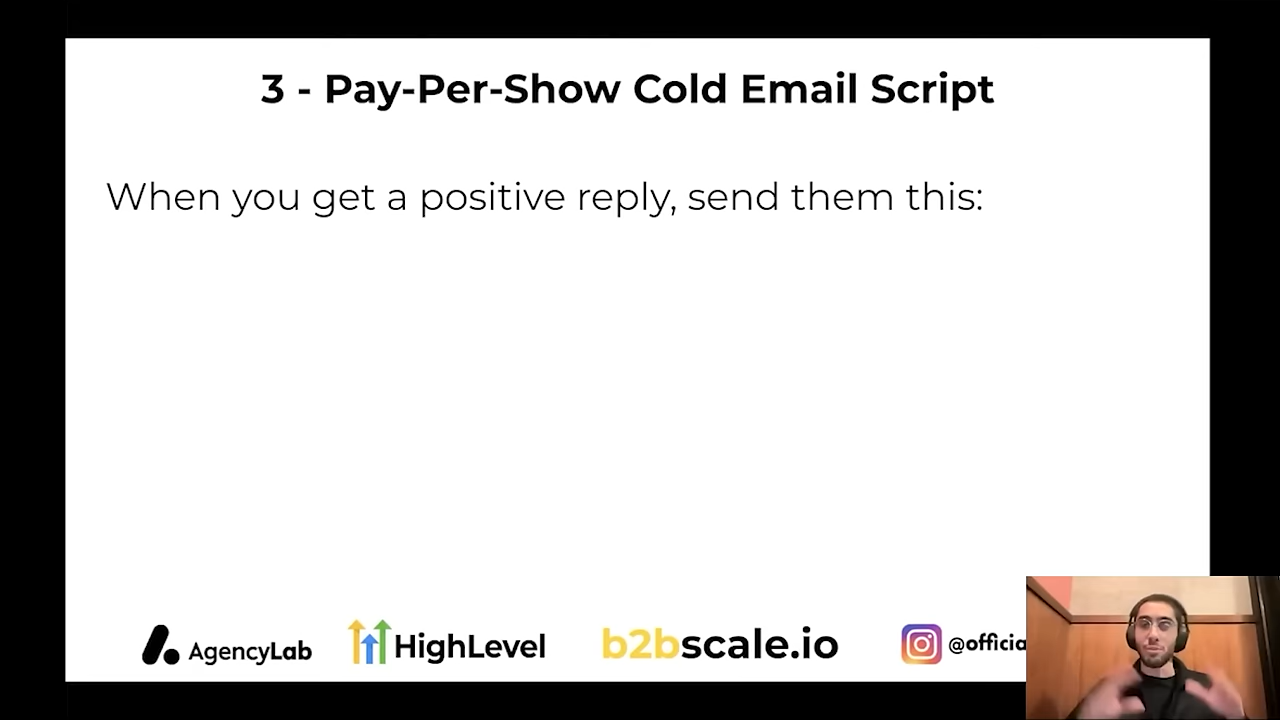 3 - Pay-Per-Show Cold Email Script
When you get a positive reply, send them this:
AgencyLab
HighLevel
b2bscale.io